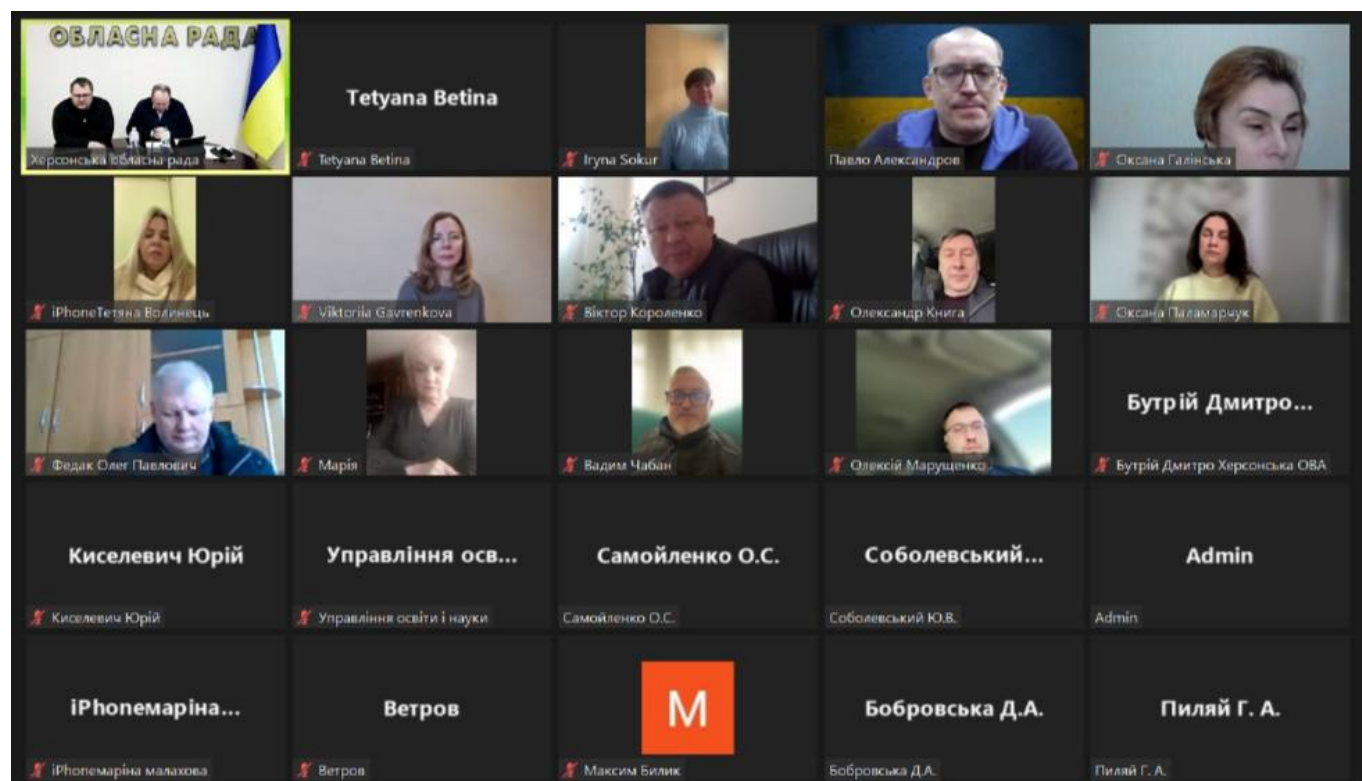 ОБЛАСНА РАДА
Херсонська обласна рада
Tetyana Betina
Tetyana Betina
Iryna Sokur
Павло Александров
Оксана Галінська
iPhoneТетяна Волинець
Viktoriia Gavrenkova
Віктор Короленко
Олександр Книга
Оксана Паламарчук
Федак Олег Павлович
Марія
Вадим Чабан
Олексій Марущенко
Бутрій Дмитро...
Бутрій Дмитро Херсонська ОВА
Киселевич Юрій
Киселевич Юрій
Управління осв...
Управління освіти і науки
Самойленко О.С.
Самойленко О.С.
Соболевський...
Соболевський Ю.В.
Admin
Admin
iPhoneмаріна...
iPhoneмаріна малахова
Ветров
Ветров
M
Максим Билик
Бобровська Д.А.
Бобровська Д.А.
Пиляй Г. А.
Пиляй Г. А.